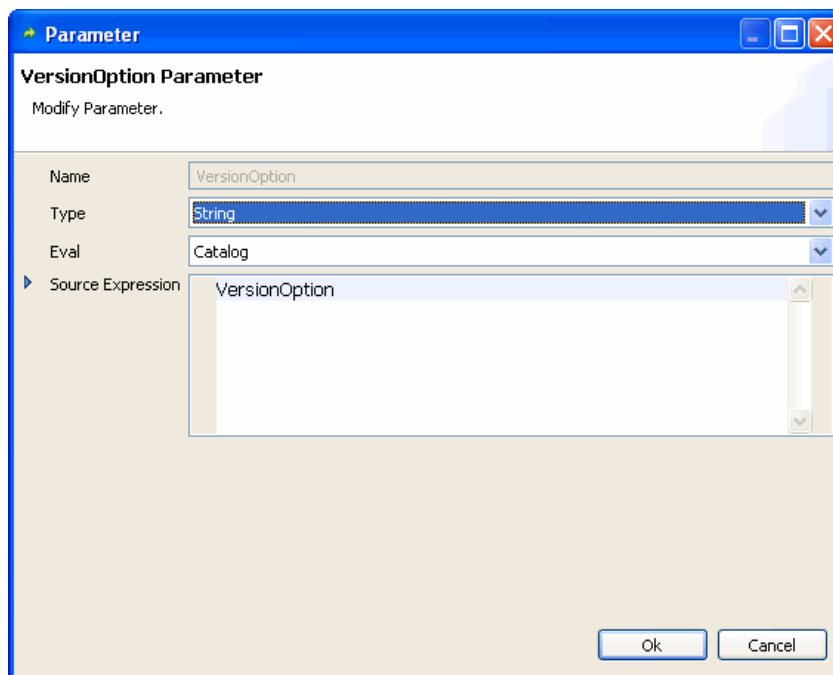 Parameter
VersionOption Parameter
Modify Parameter.
Name VersionOption
Type String
Eval Catalog
Source Expression VersionOption
Ok Cancel